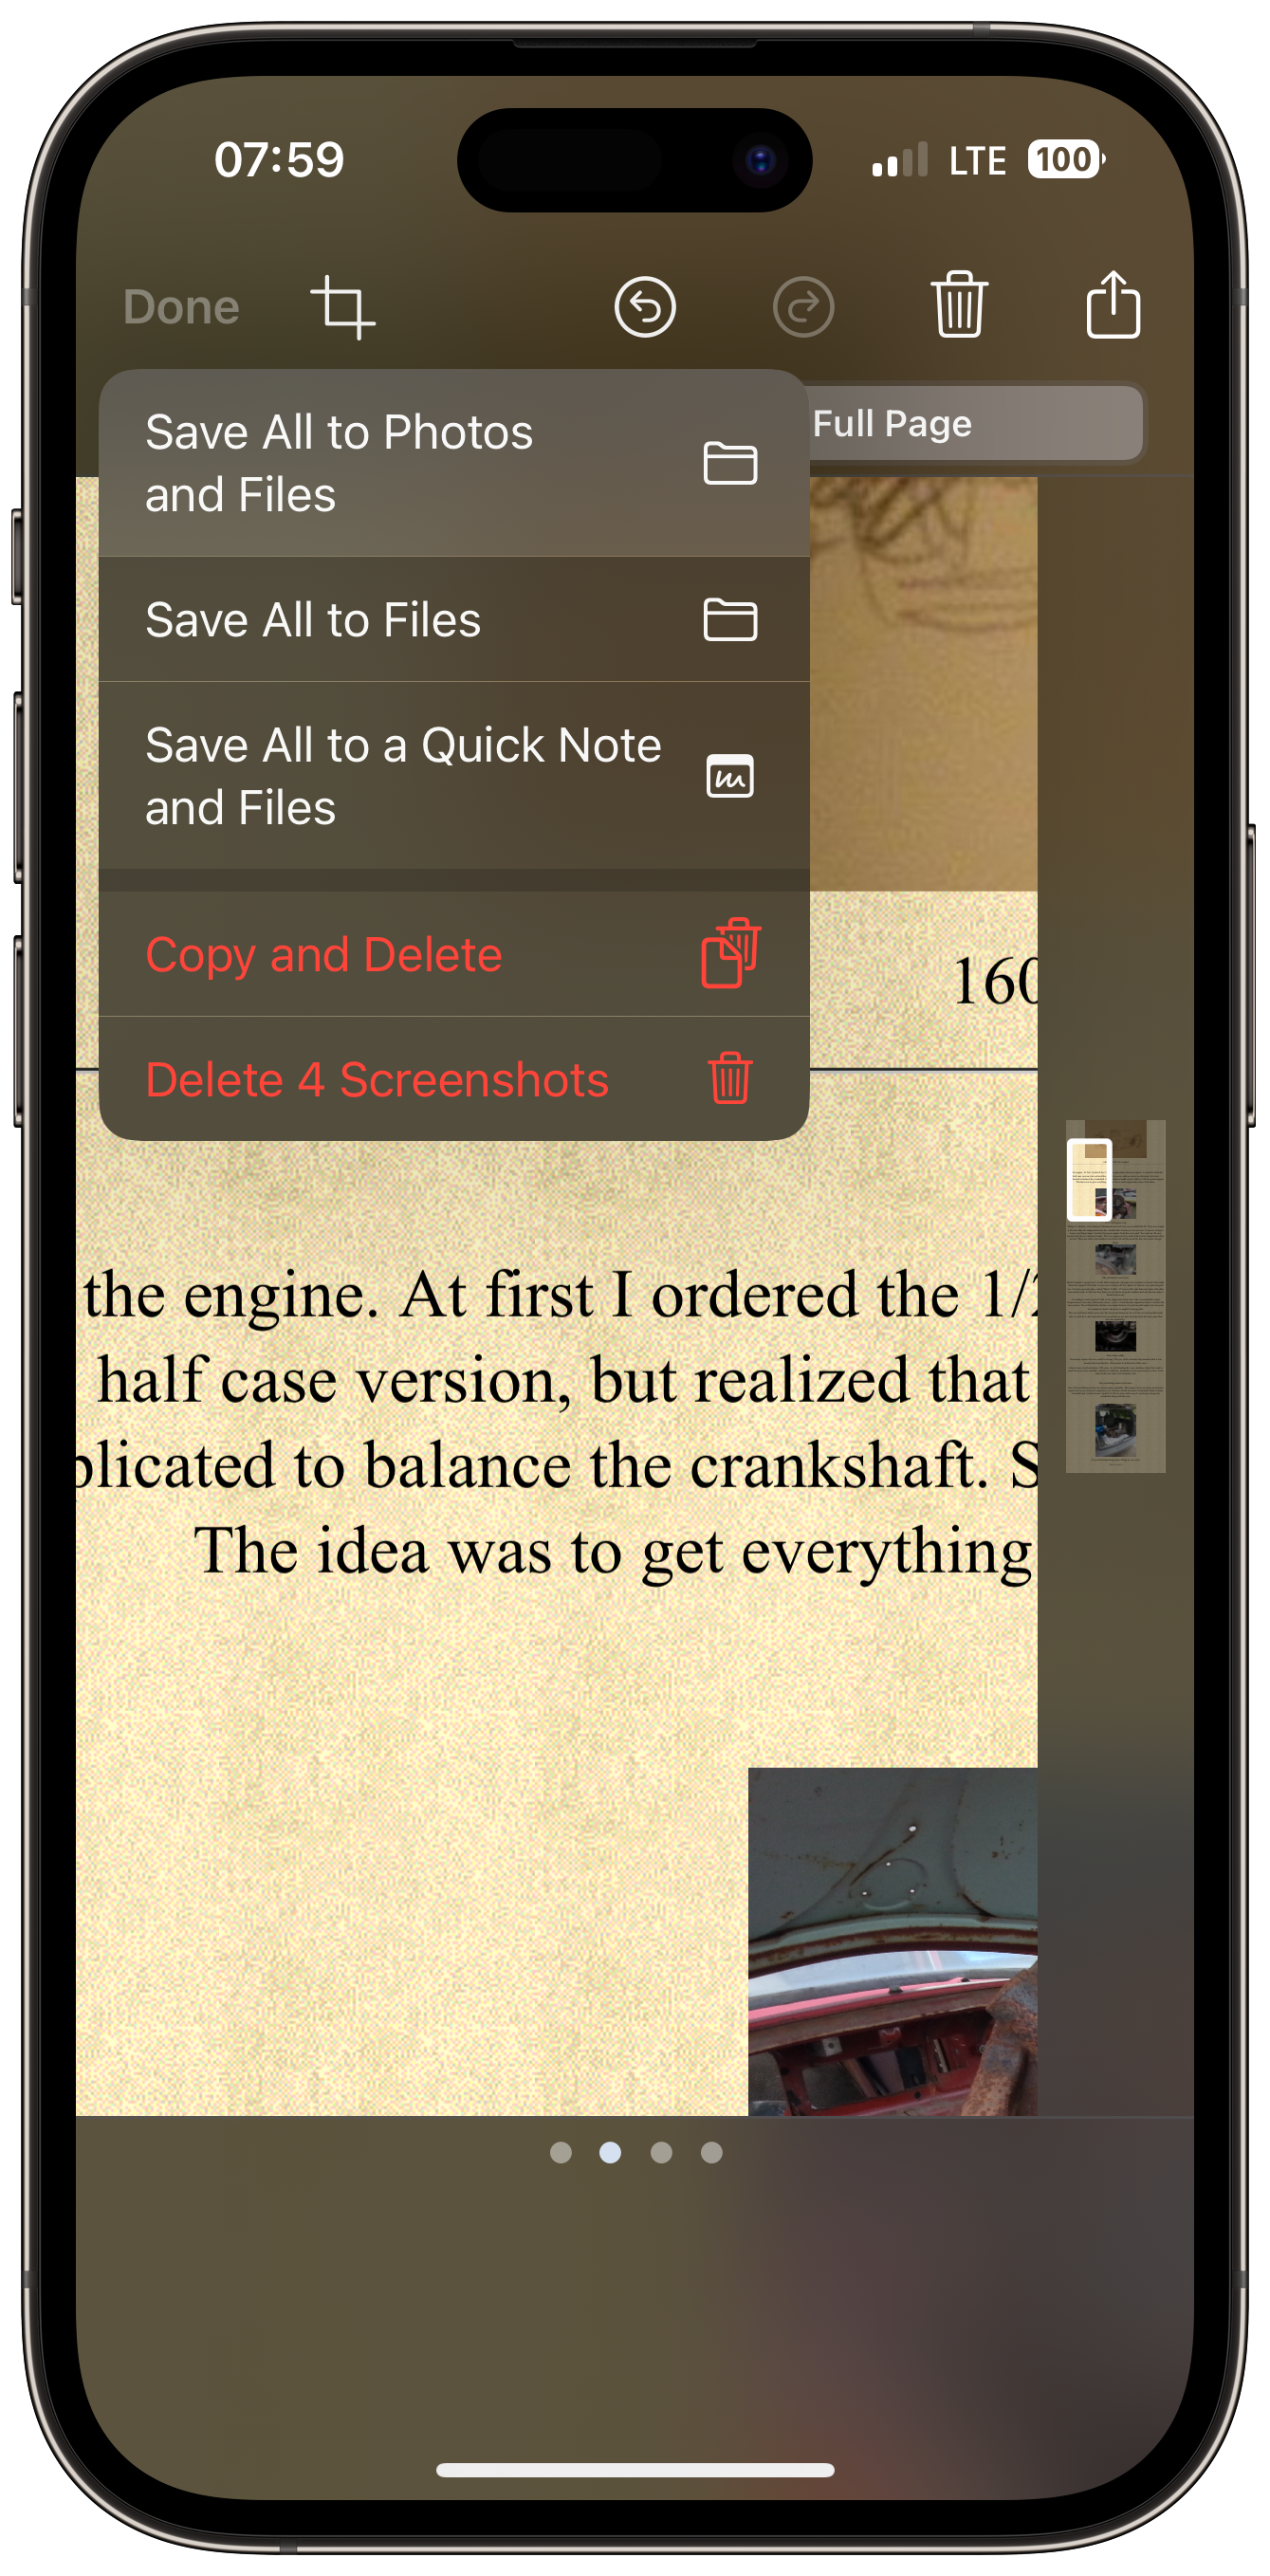 07:59
LTE
100
Done
Full Page
Save All to Photos
and Files
Save All to Files
Save All to a Quick Note
and Files
Copy and Delete
Delete 4 Screenshots
160
the engine. At first I ordered the 1/2
half case version, but realized that
plicated to balance the crankshaft. S
The idea was to get everything